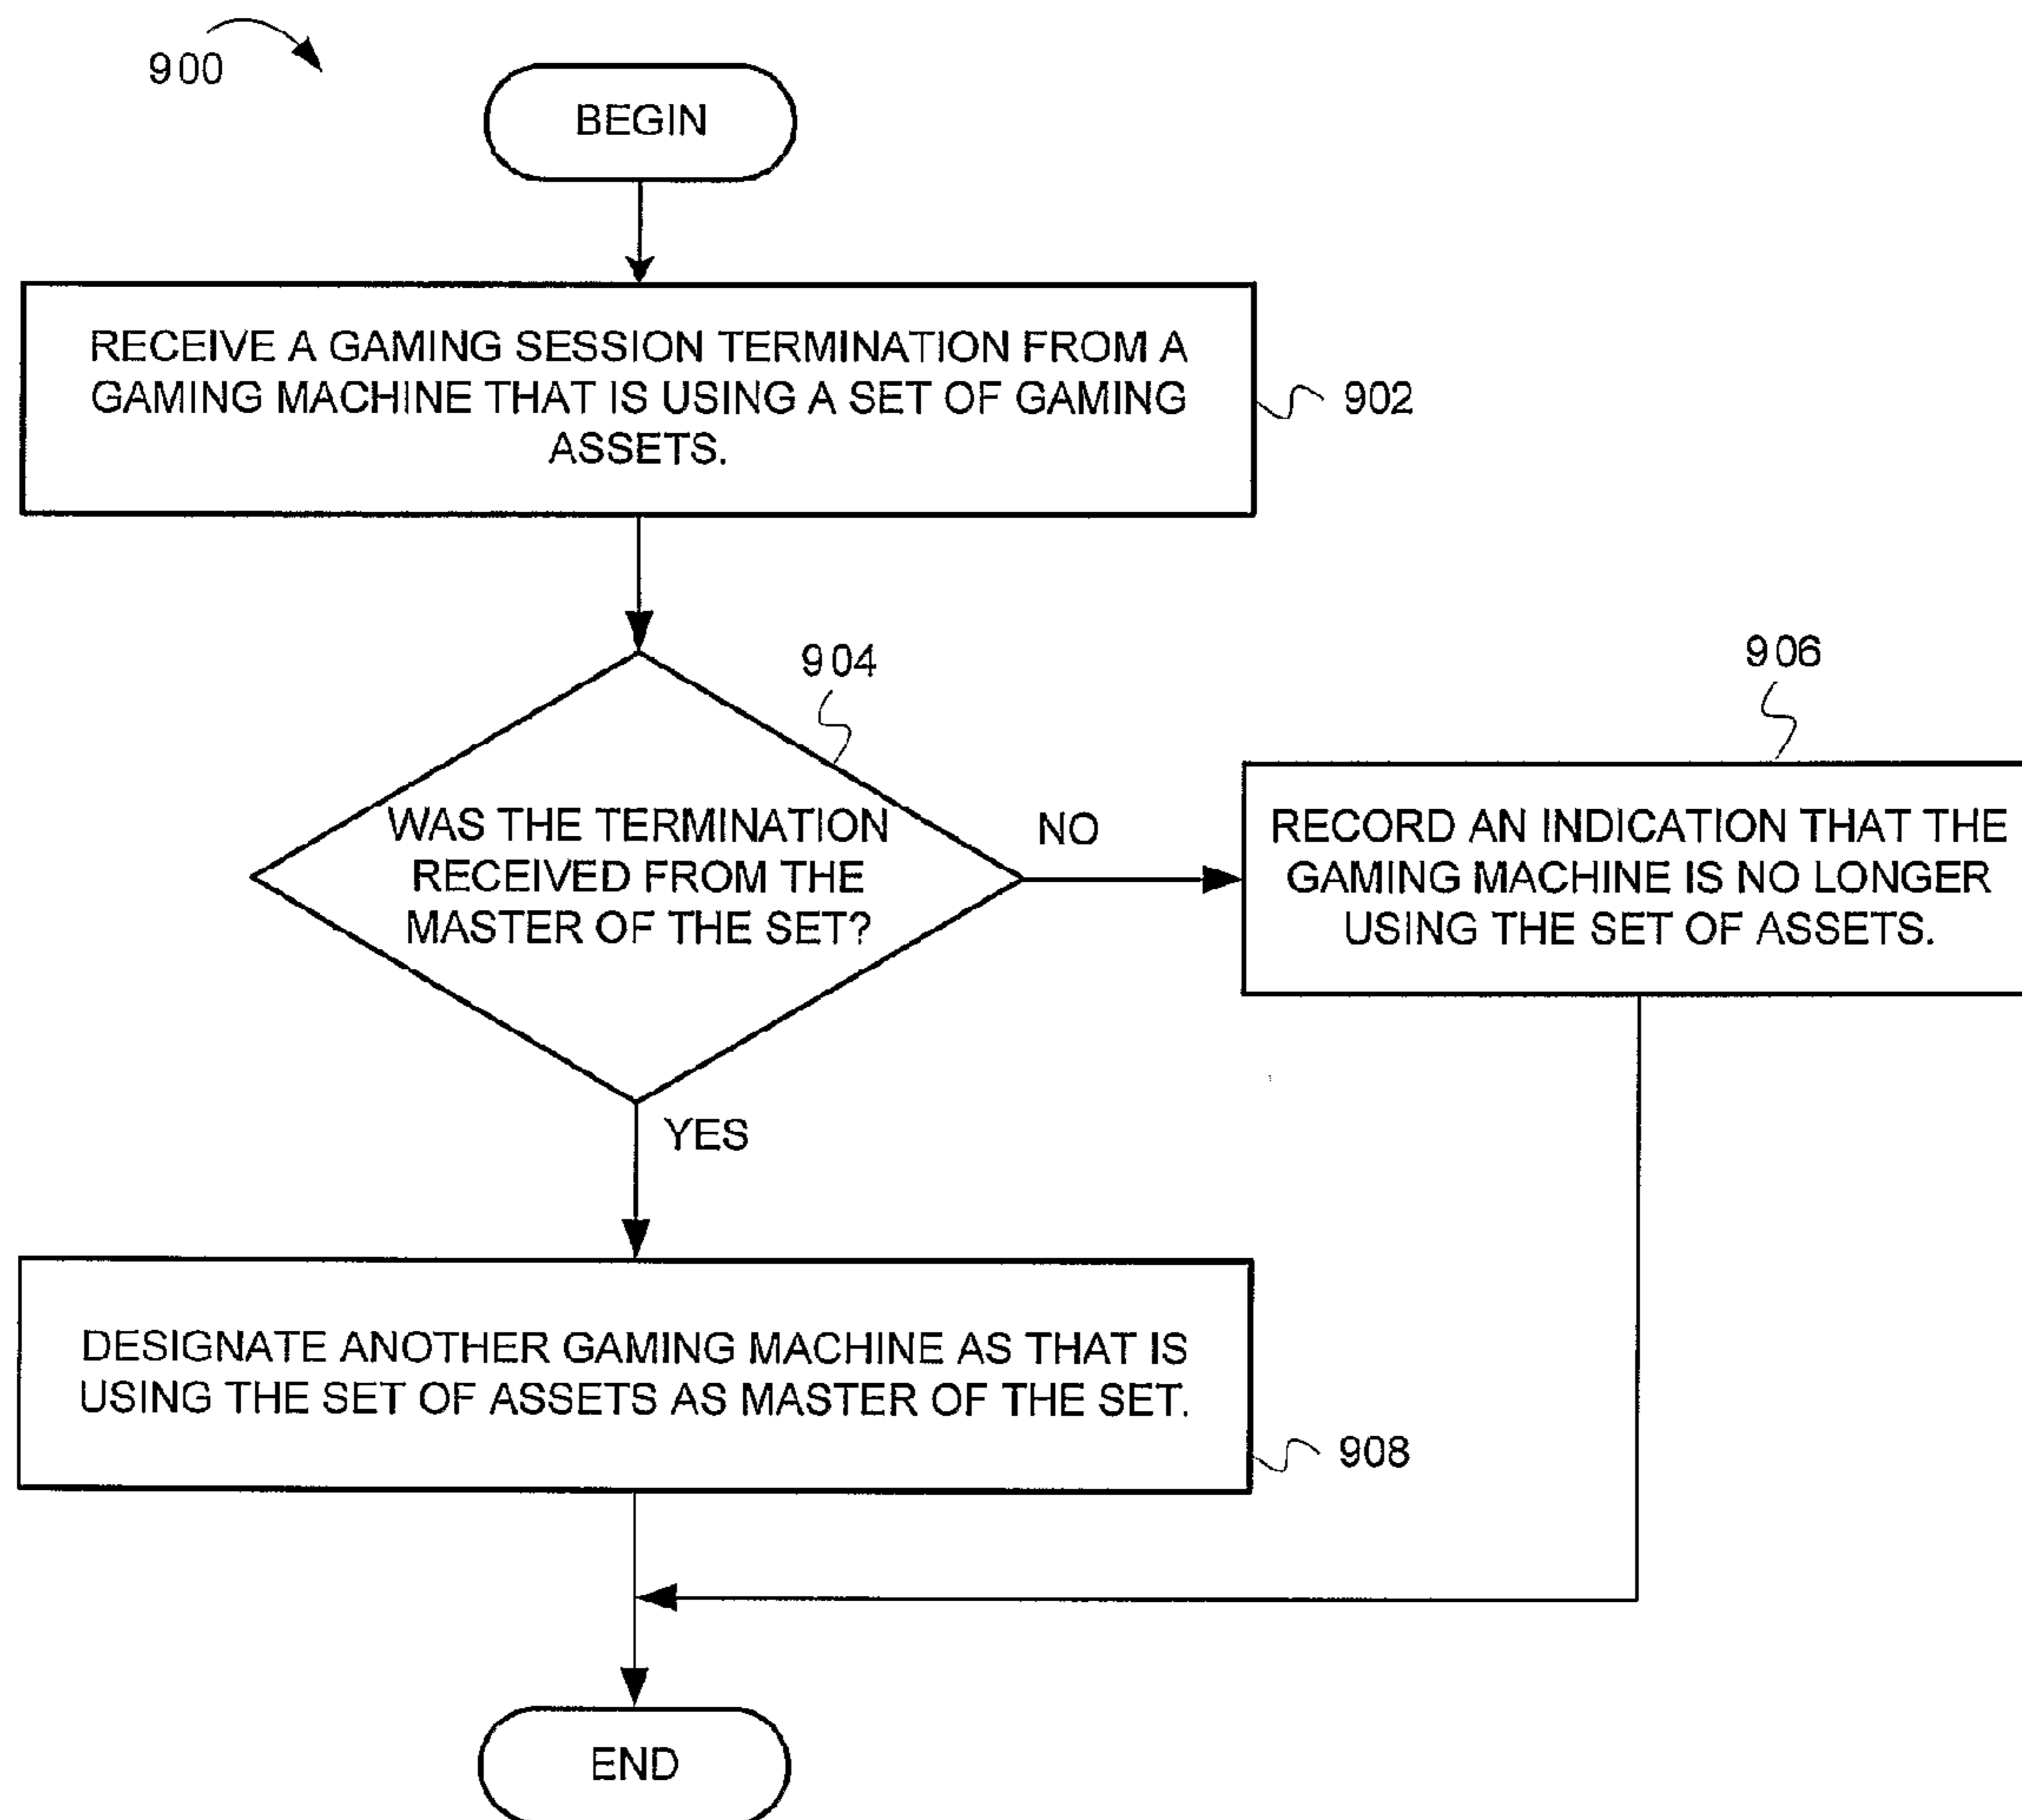 900
BEGIN
RECEIVE A GAMING SESSION TERMINATION FROM A
GAMING MACHINE THAT IS USING A SET OF GAMING
ASSETS.
902
904
WAS THE TERMINATION
RECEIVED FROM THE
MASTER OF THE SET?
NO
906
RECORD AN INDICATION THAT THE
GAMING MACHINE IS NO LONGER
USING THE SET OF ASSETS.
YES
DESIGNATE ANOTHER GAMING MACHINE AS THAT IS
USING THE SET OF ASSETS AS MASTER OF THE SET.
908
END